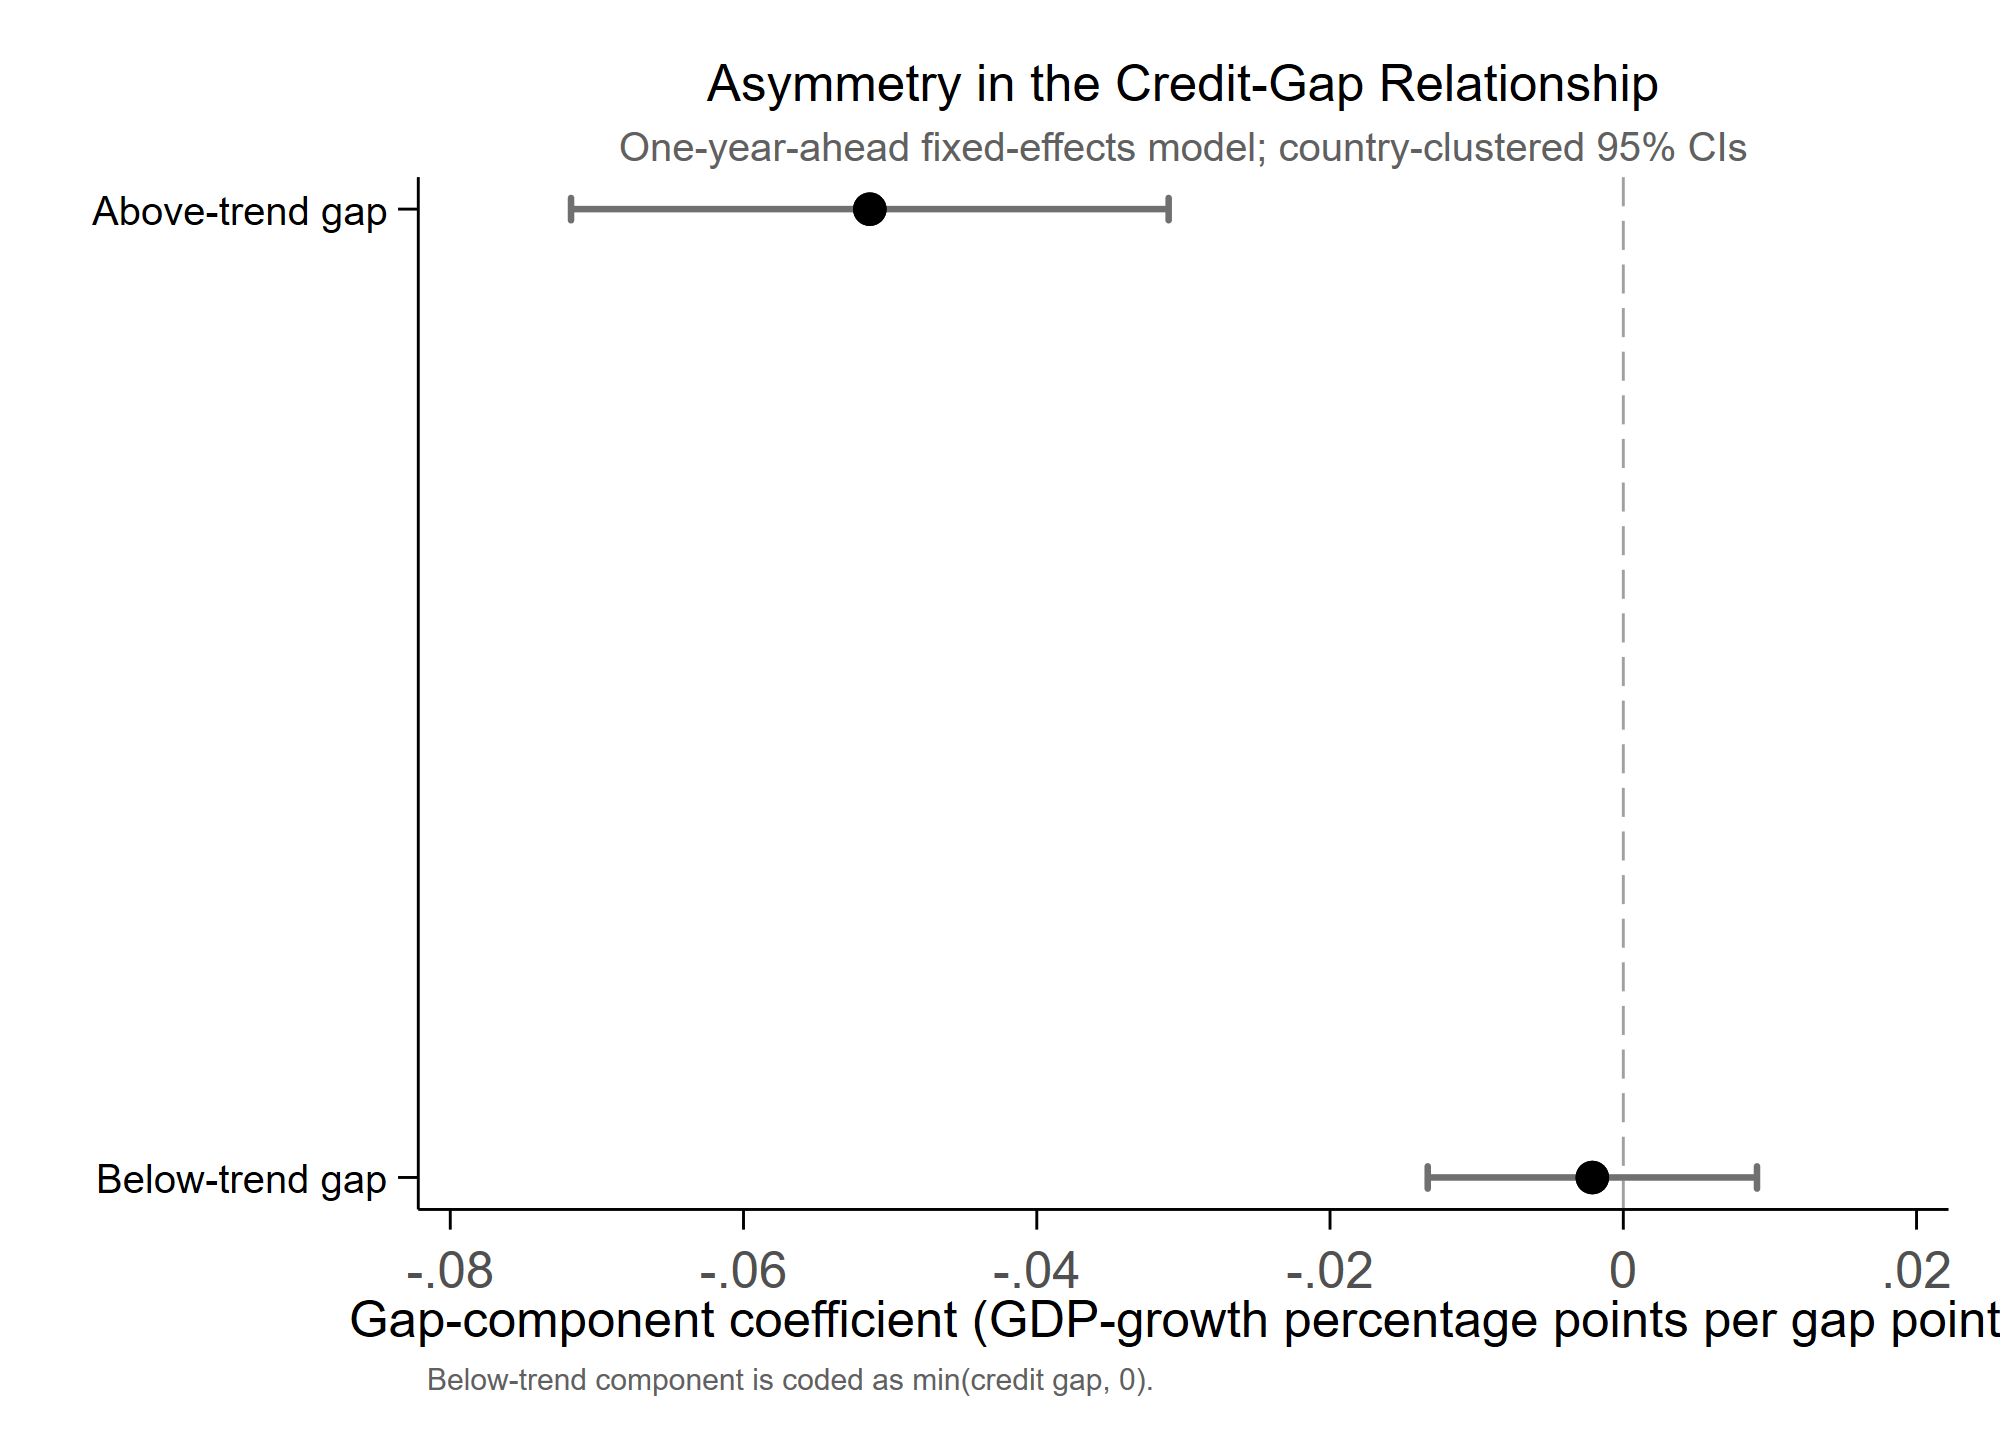 Asymmetry in the Credit-Gap Relationship
One-year-ahead fixed-effects model; country-clustered 95% CIs
Above-trend gap
Below-trend gap
-.08 -.06 -.04 -.02 0 .02
Gap-component coefficient (GDP-growth percentage points per gap point
Below-trend component is coded as min(credit gap, 0).